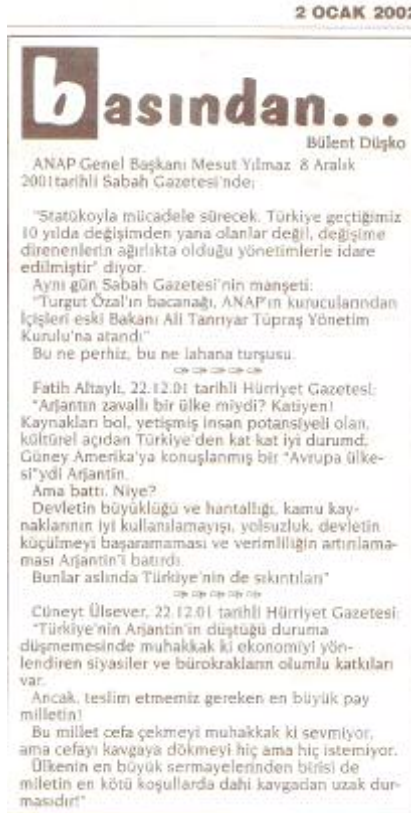 2 OCAK 2002
basından...
Bülent Düşko
ANAP Genel Başkanı Mesut Yılmaz 8 Aralık
2001tarihli Sabah Gazetesi'nde;
"Statükoyla mücadele sürecek. Türkiye geçtiğimiz
10 yılda değişimden yana olanlar değil, değişime
direnenlerin ağırlıkta olduğu yönetimlerle idare
edilmiştir" diyor.
Aynı gün Sabah Gazetesi'nin manşeti:
"Turgut Özal'ın bacanağı, ANAP'ın kurucularından
İçişleri eski Bakanı Ali Tanrıyar Tüpraş Yönetim
Kurulu'na atandı"
Bu ne perhiz, bu ne lahana turşusu.
Fatih Altaylı, 22.12.01 tarihli Hürriyet Gazetesi:
"Arjantin zavallı bir ülke miydi? Katiyen!
Kaynakları bol, yetişmiş insan potansiyeli olan,
kültürel açıdan Türkiye'den kat kat iyi durumd,
Güney Amerika'ya konuşlanmış bir "Avrupa ülke-
si"ydi Arjantin.
Ama battı. Niye?
Devletin büyüklüğü ve hantallığı, kamu kay-
naklarının iyi kullanılamayışı, yolsuzluk, devletin
küçülmeyi başaramaması ve verimliliğin artırılama-
ması Arjantin'i batırdı.
Bunlar aslında Türkiye'nin de sıkıntıları"
Cüneyt Ülsever, 22.12.01 tarihli Hürriyet Gazetesi:
"Türkiye'nin Arjantin'in düştüğü duruma
düşmemesinde muhakkak ki ekonomiyi yön-
lendiren siyasiler ve bürokratların olumlu katkıları
var.
Ancak, teslim etmemiz gereken en büyük pay
milletin!
Bu millet cefa çekmeyi muhakkak ki sevmiyor,
ama cefayı kavgaya dökmeyi hiç ama hiç istemiyor.
Ülkenin en büyük sermayelerinden birisi de
miletin en kötü koşullarda dahi kavgadan uzak dur-
masıdır!"